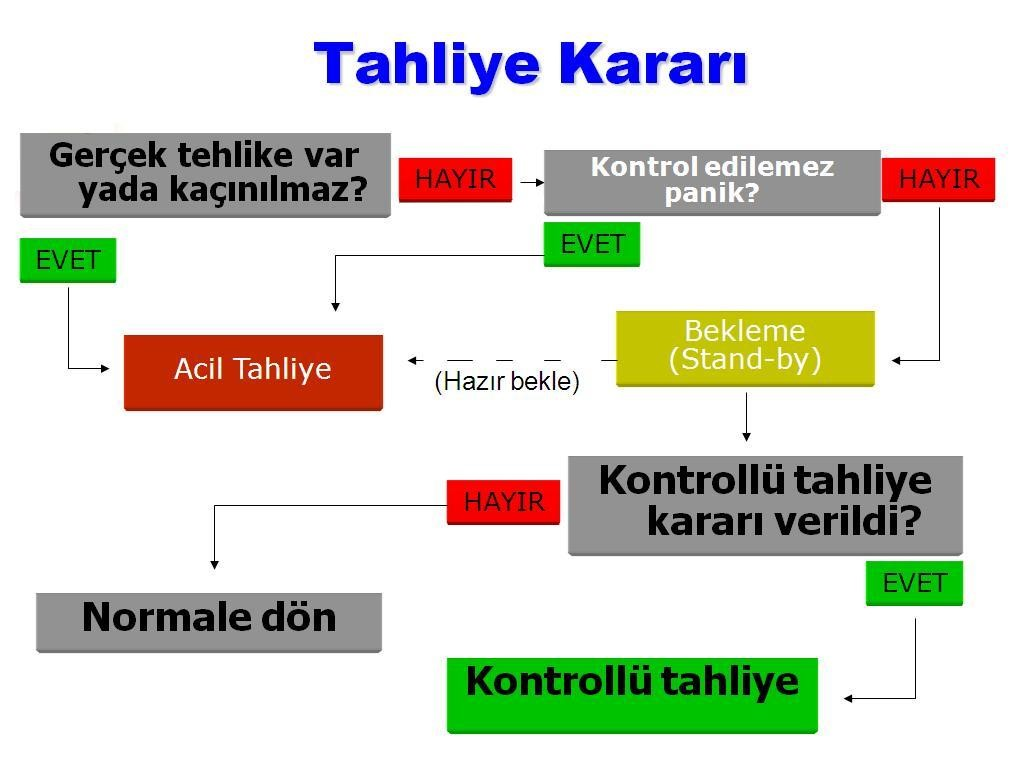 Tahliye Kararı
Gerçek tehlike var
yada kaçınılmaz?
HAYIR
Kontrol edilemez
panik?
HAYIR
EVET
EVET
Acil Tahliye
(Hazır bekle)
Bekleme
(Stand-by)
HAYIR
Kontrollü tahliye
kararı verildi?
EVET
Normale dön
Kontrollü tahliye